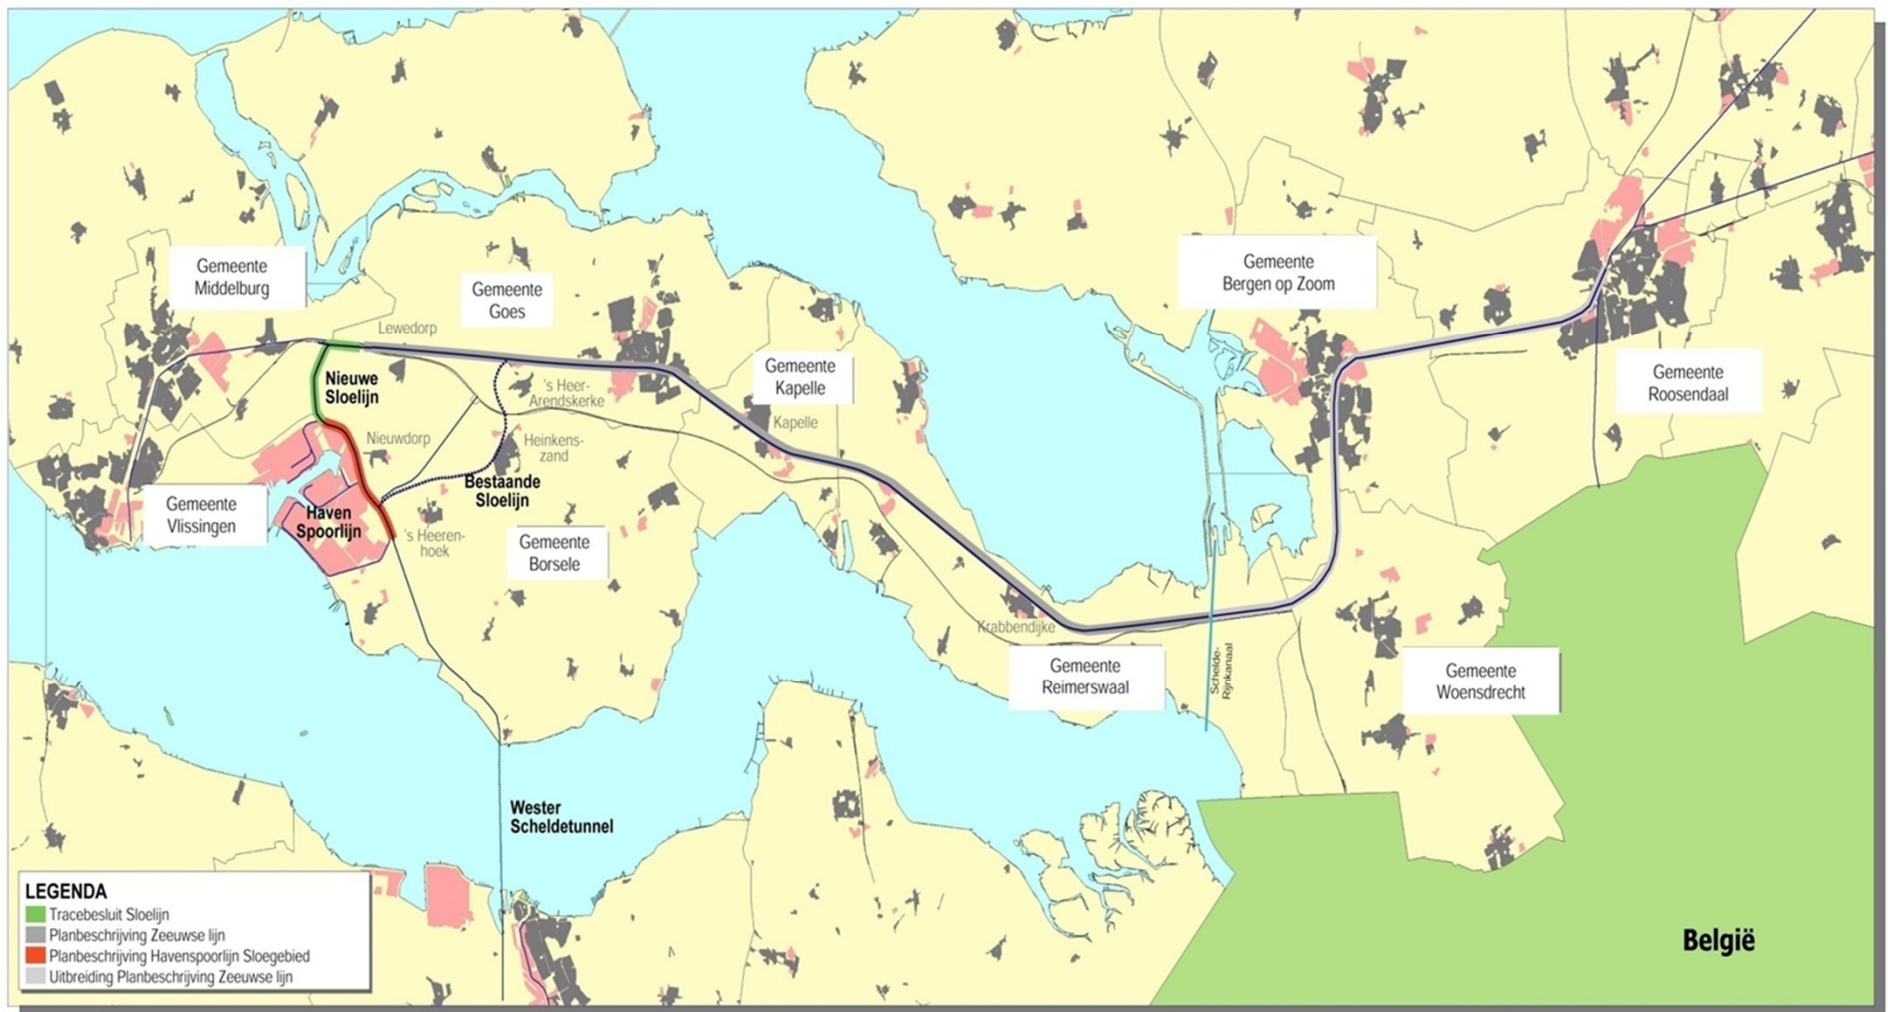 Gemeente
Middelburg
Gemeente
Goes
Gemeente
Bergen op Zoom
Lewedorp
Gemeente
Kapelle
Gemeente
Roosendaal
Nieuwe
Sloelijn
's Heer-
Arendskerke
Kapelle
Nieuwdorp
Heinkens-
zand
Bestaande
Sloelijn
Gemeente
Vlissingen
Haven
Spoorlijn
's Heeren-
hoek
Gemeente
Borsele
Krabbendijke
Gemeente
Reimerswaal
Schelde-
Rijnkanaal
Gemeente
Woensdrecht
Wester
Scheldetunnel
België
LEGENDA
Tracebesluit Sloelijn
Planbeschrijving Zeeuwse lijn
Planbeschrijving Havenspoorlijn Sloegebied
Uitbreiding Planbeschrijving Zeeuwse lijn